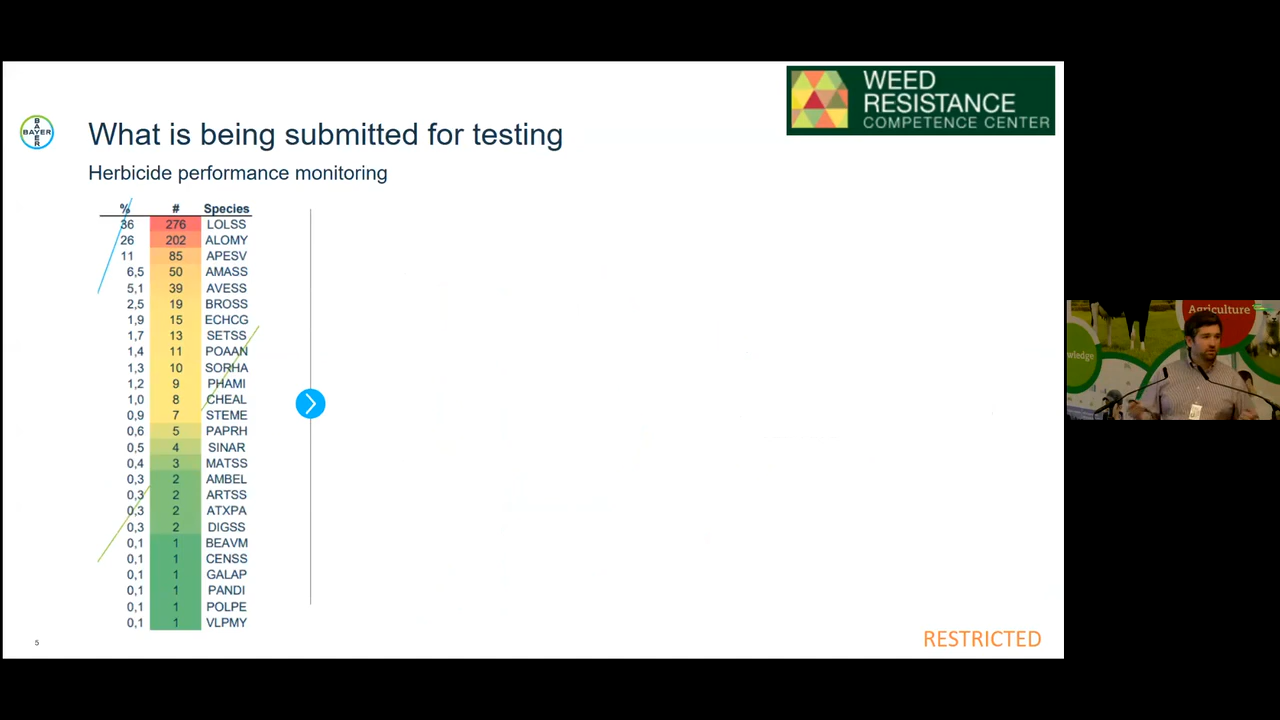 WEED
RESISTANCE
COMPETENCE CENTER
BAYER
BAYER
What is being submitted for testing
Herbicide performance monitoring
% # Species
36 276 LOLSS
26 202 ALOMY
11 85 APESV
6,5 50 AMASS
5,1 39 AVESS
2,5 19 BROSS
1,9 15 ECHCG
1,7 13 SETSS
1,4 11 POAAN
1,3 10 SORHA
1,2 9 PHAMI
1,0 8 CHEAL
0,9 7 STEME
0,6 5 PAPRH
0,5 4 SINAR
0,4 3 MATSS
0,3 2 AMBEL
0,3 2 ARTSS
0,3 2 ATXPA
0,3 2 DIGSS
0,1 1 BEAVM
0,1 1 CENSS
0,1 1 GALAP
0,1 1 PANDI
0,1 1 POLPE
0,1 1 VLPMY
5
RESTRICTED
Agriculture
wledge